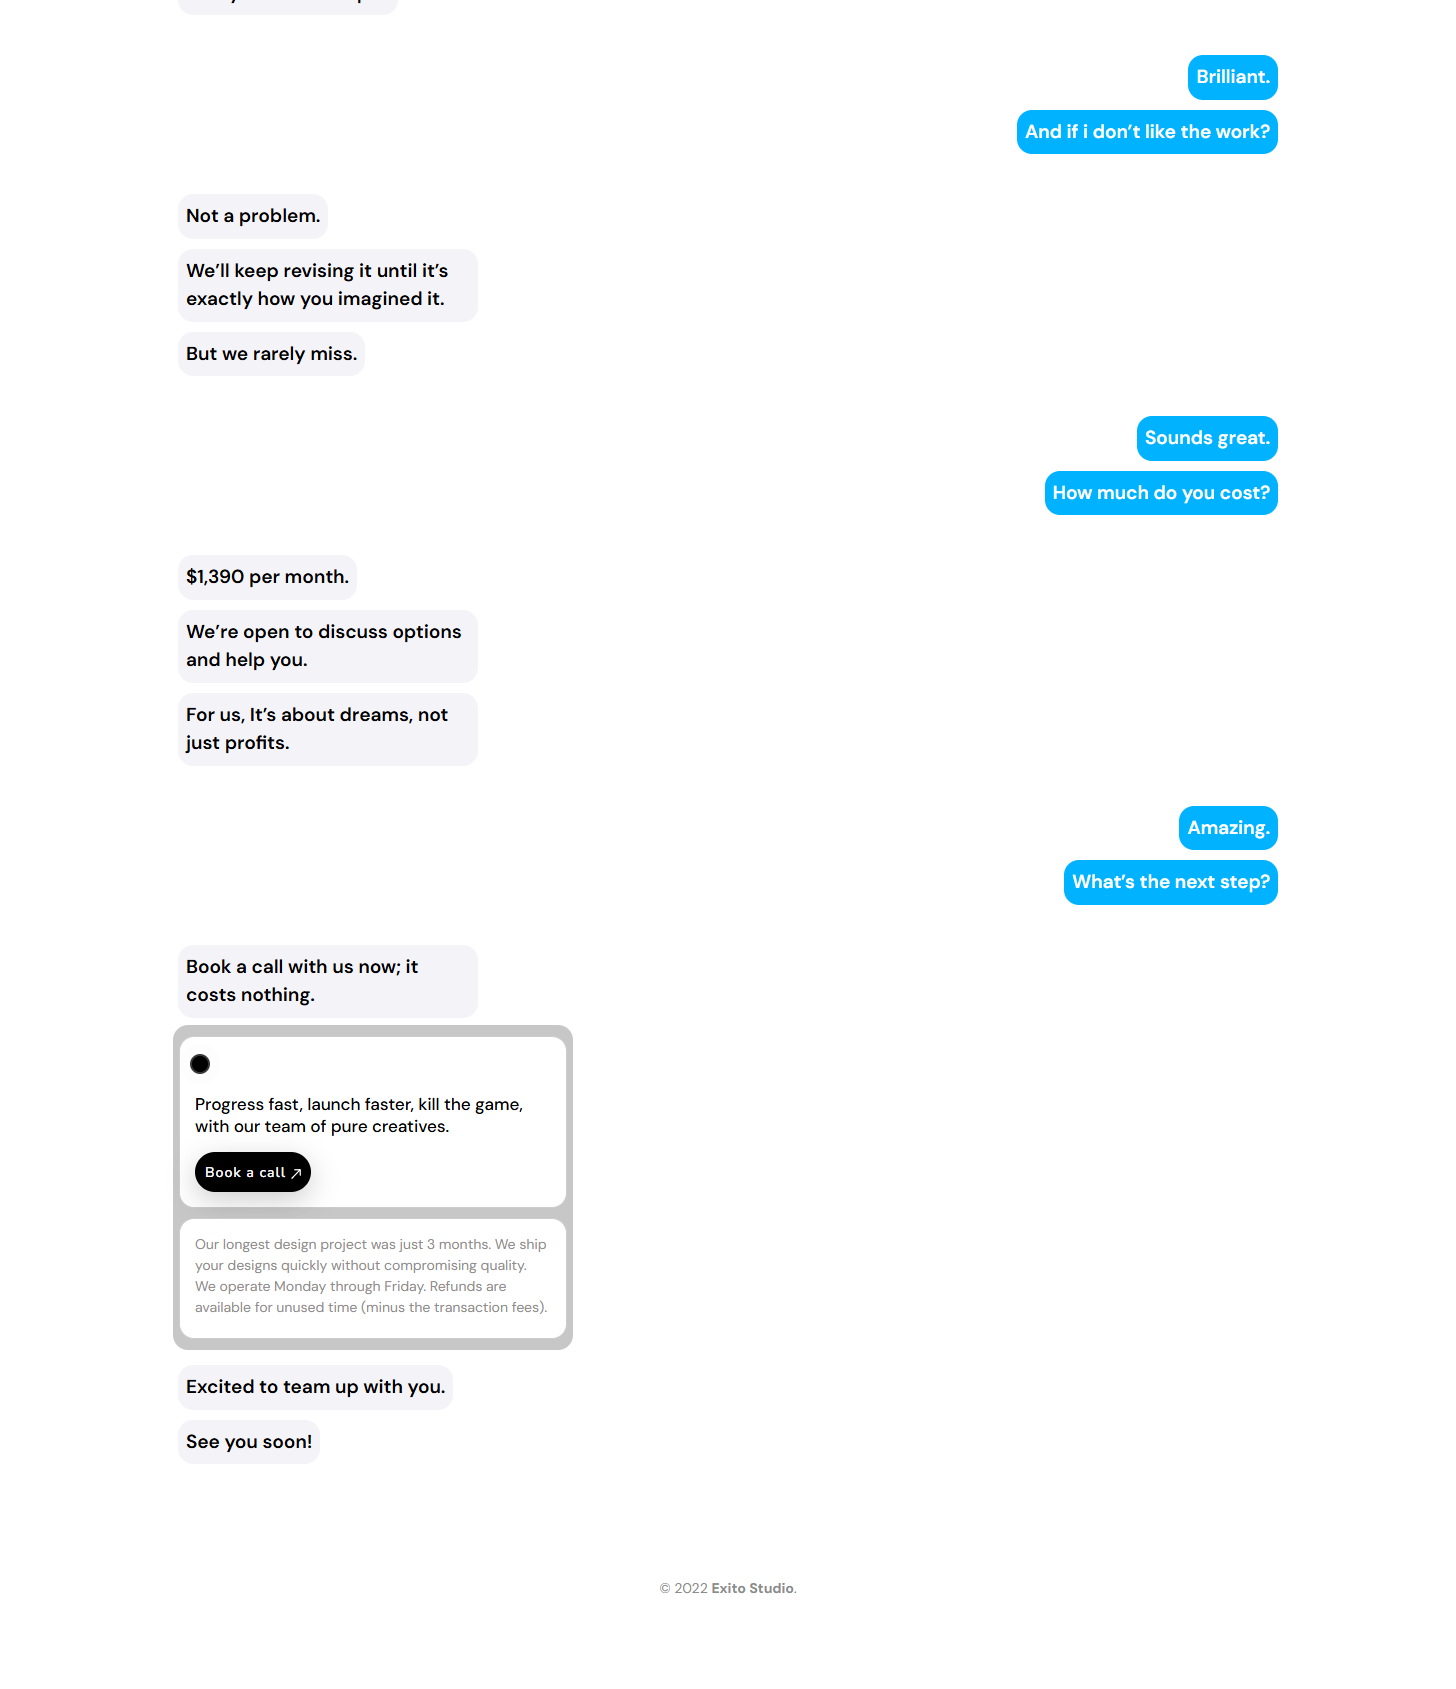 Brilliant.
And if i don’t like the work?
Not a problem.
We’ll keep revising it until it’s
exactly how you imagined it.
But we rarely miss.
Sounds great.
How much do you cost?
$1,390 per month.
We’re open to discuss options
and help you.
For us, It’s about dreams, not
just profits.
Amazing.
What’s the next step?
Book a call with us now; it
costs nothing.
Progress fast, launch faster, kill the game,
with our team of pure creatives.
Book a call
Our longest design project was just 3 months. We ship
your designs quickly without compromising quality.
We operate Monday through Friday. Refunds are
available for unused time (minus the transaction fees).
Excited to team up with you.
See you soon!
© 2022 Exito Studio.